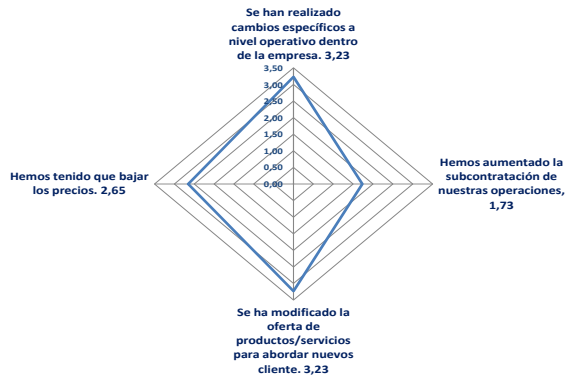 Se han realizado
cambios específicos a
nivel operativo dentro
de la empresa. 3,23
3,50
3,00
2,50
2,00
1,50
1,00
0,50
0,00
Hemos aumentado la
subcontratación de
nuestras operaciones,
1,73
Hemos tenido que bajar
los precios. 2,65
Se ha modificado la
oferta de
productos/servicios
para abordar nuevos
cliente. 3,23